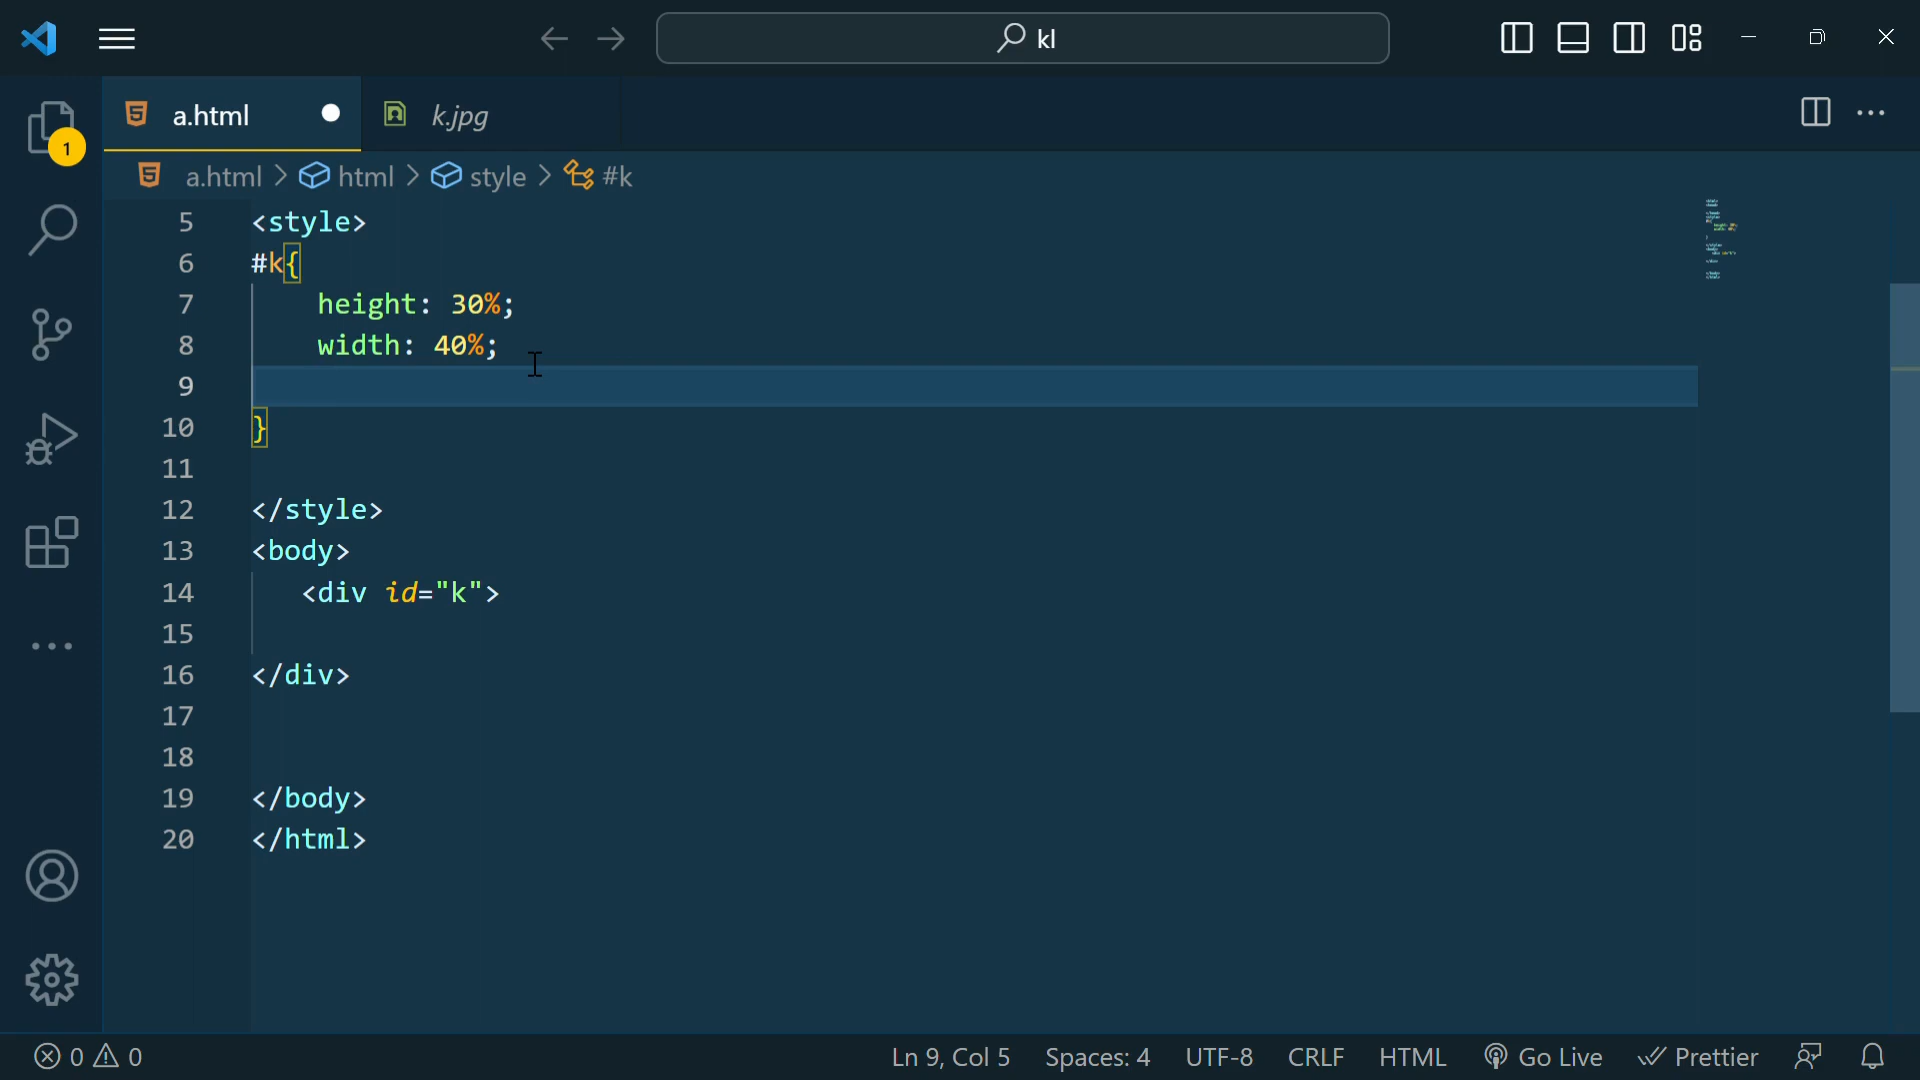 kl
a.html
k.jpg
1
a.html > html > style > #k
5 <style>
6 #k{
7 height: 30%;
8 width: 40%;
9
10 }
11
12 </style>
13 <body>
14 <div id="k">
15
16 </div>
17
18
19 </body>
20 </html>
0 0 Ln 9, Col 5 Spaces: 4 UTF-8 CRLF HTML Go Live Prettier